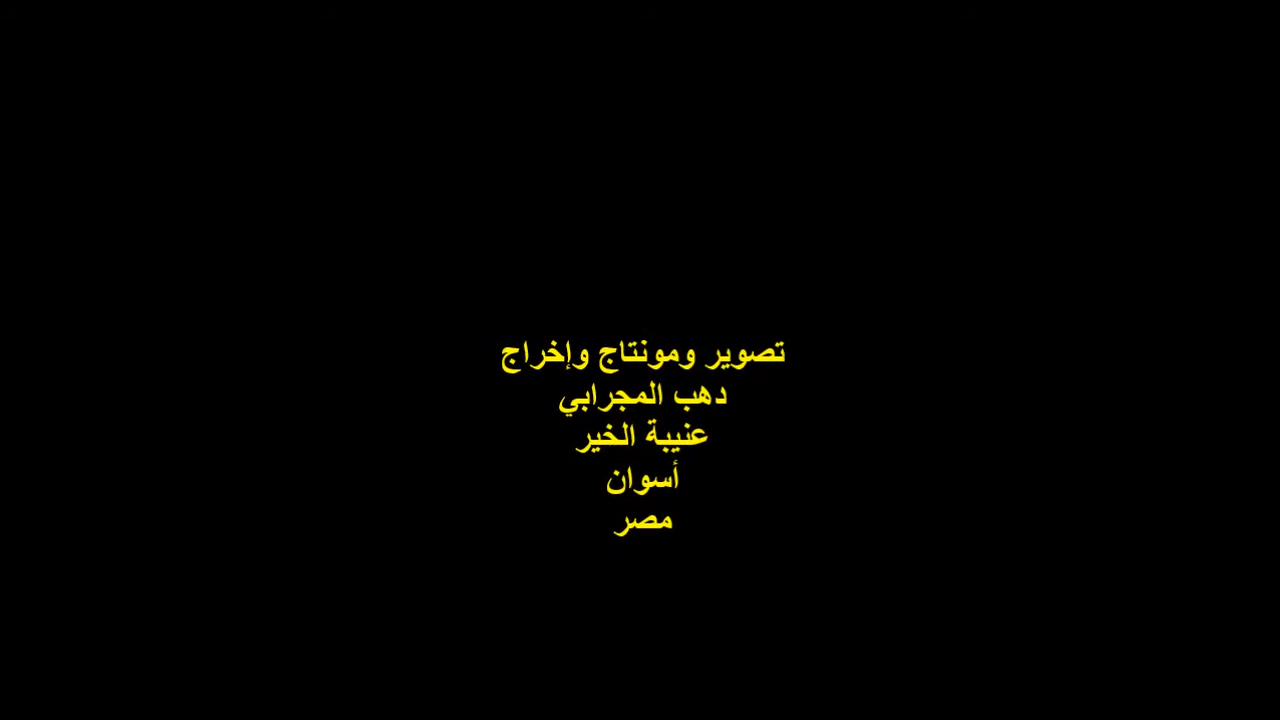 تصوير ومونتاج وإخراج
دهب المجرابي
عنيبة الخير
أسوان
مصر